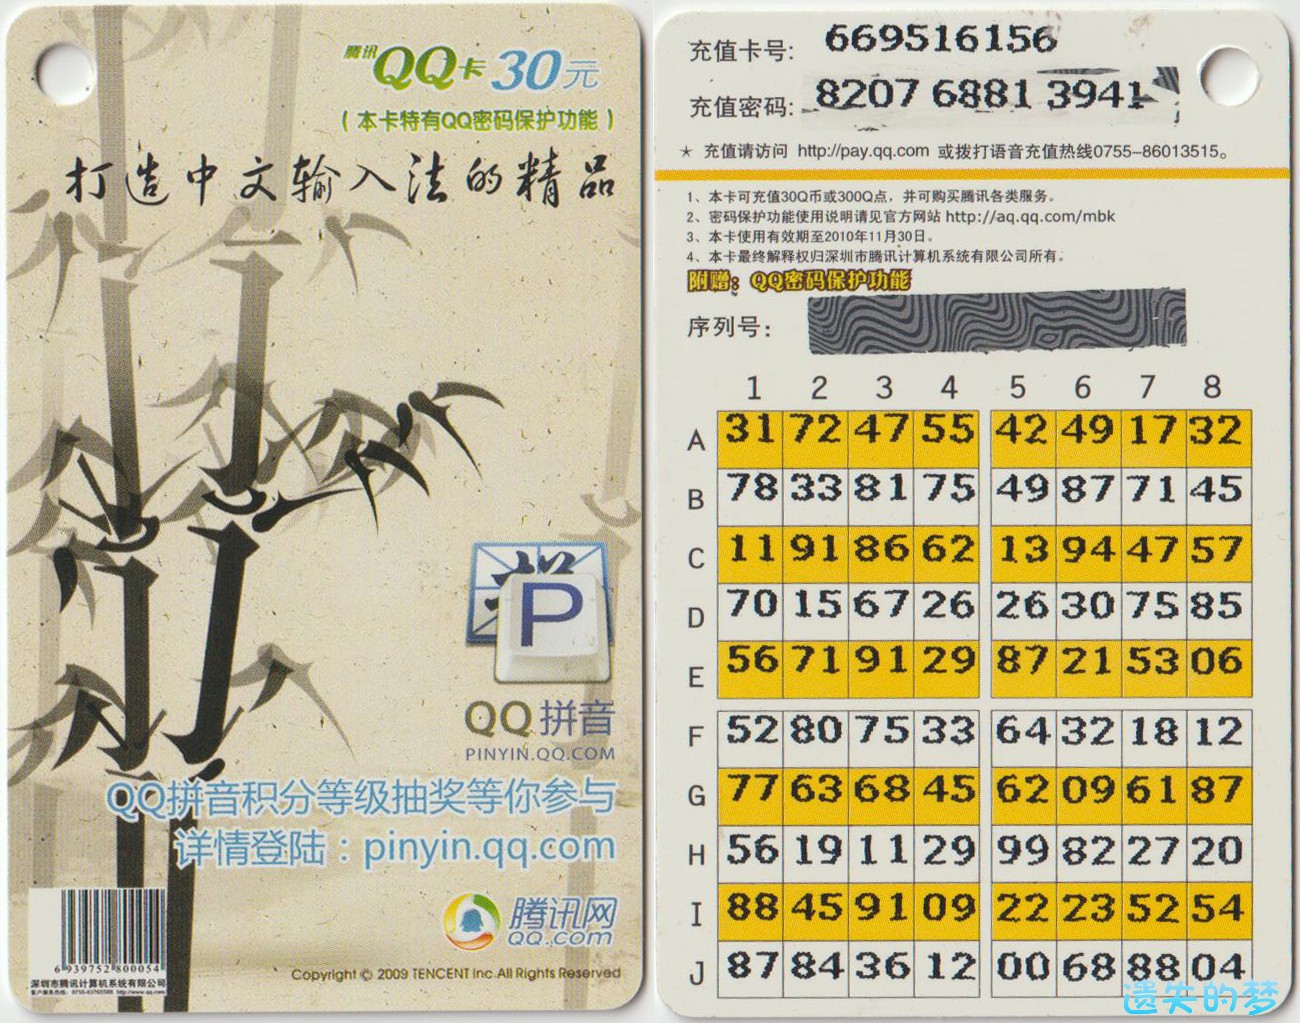 腾讯QQ卡 30元
(本卡特有QQ密码保护功能)
打造中文输入法的精品
拼
P
QQ拼音
PINYIN.QQ.COM
QQ拼音积分等级抽奖等你参与
详情登陆：pinyin.qq.com
腾讯网
QQ.com
6 939752 800054
Copyright © 2009 TENCENT Inc.All Rights Reserved
深圳市腾讯计算机系统有限公司
充值卡号: 669516156
充值密码: 8207 6881 3941
* 充值请访问 http://pay.qq.com 或拨打语音充值热线0755-86013515。
1、本卡可充值30Q币或300Q点，并可购买腾讯各类服务。
2、密码保护功能使用说明请见官方网站 http://aq.qq.com/mbk
3、本卡使用有效期至2010年11月30日。
4、本卡最终解释权归深圳市腾讯计算机系统有限公司所有。
附赠：QQ密码保护功能
序列号：
1 2 3 4 5 6 7 8
A 31 72 47 55 42 49 17 32
B 78 33 81 75 49 87 71 45
C 11 91 86 62 13 94 47 57
D 70 15 67 26 26 30 75 85
E 56 71 91 29 87 21 53 06
F 52 80 75 33 64 32 18 12
G 77 63 68 45 62 09 61 87
H 56 19 11 29 99 82 27 20
I 88 45 91 09 22 23 52 54
J 87 84 36 12 00 68 88 04
遗失的梦